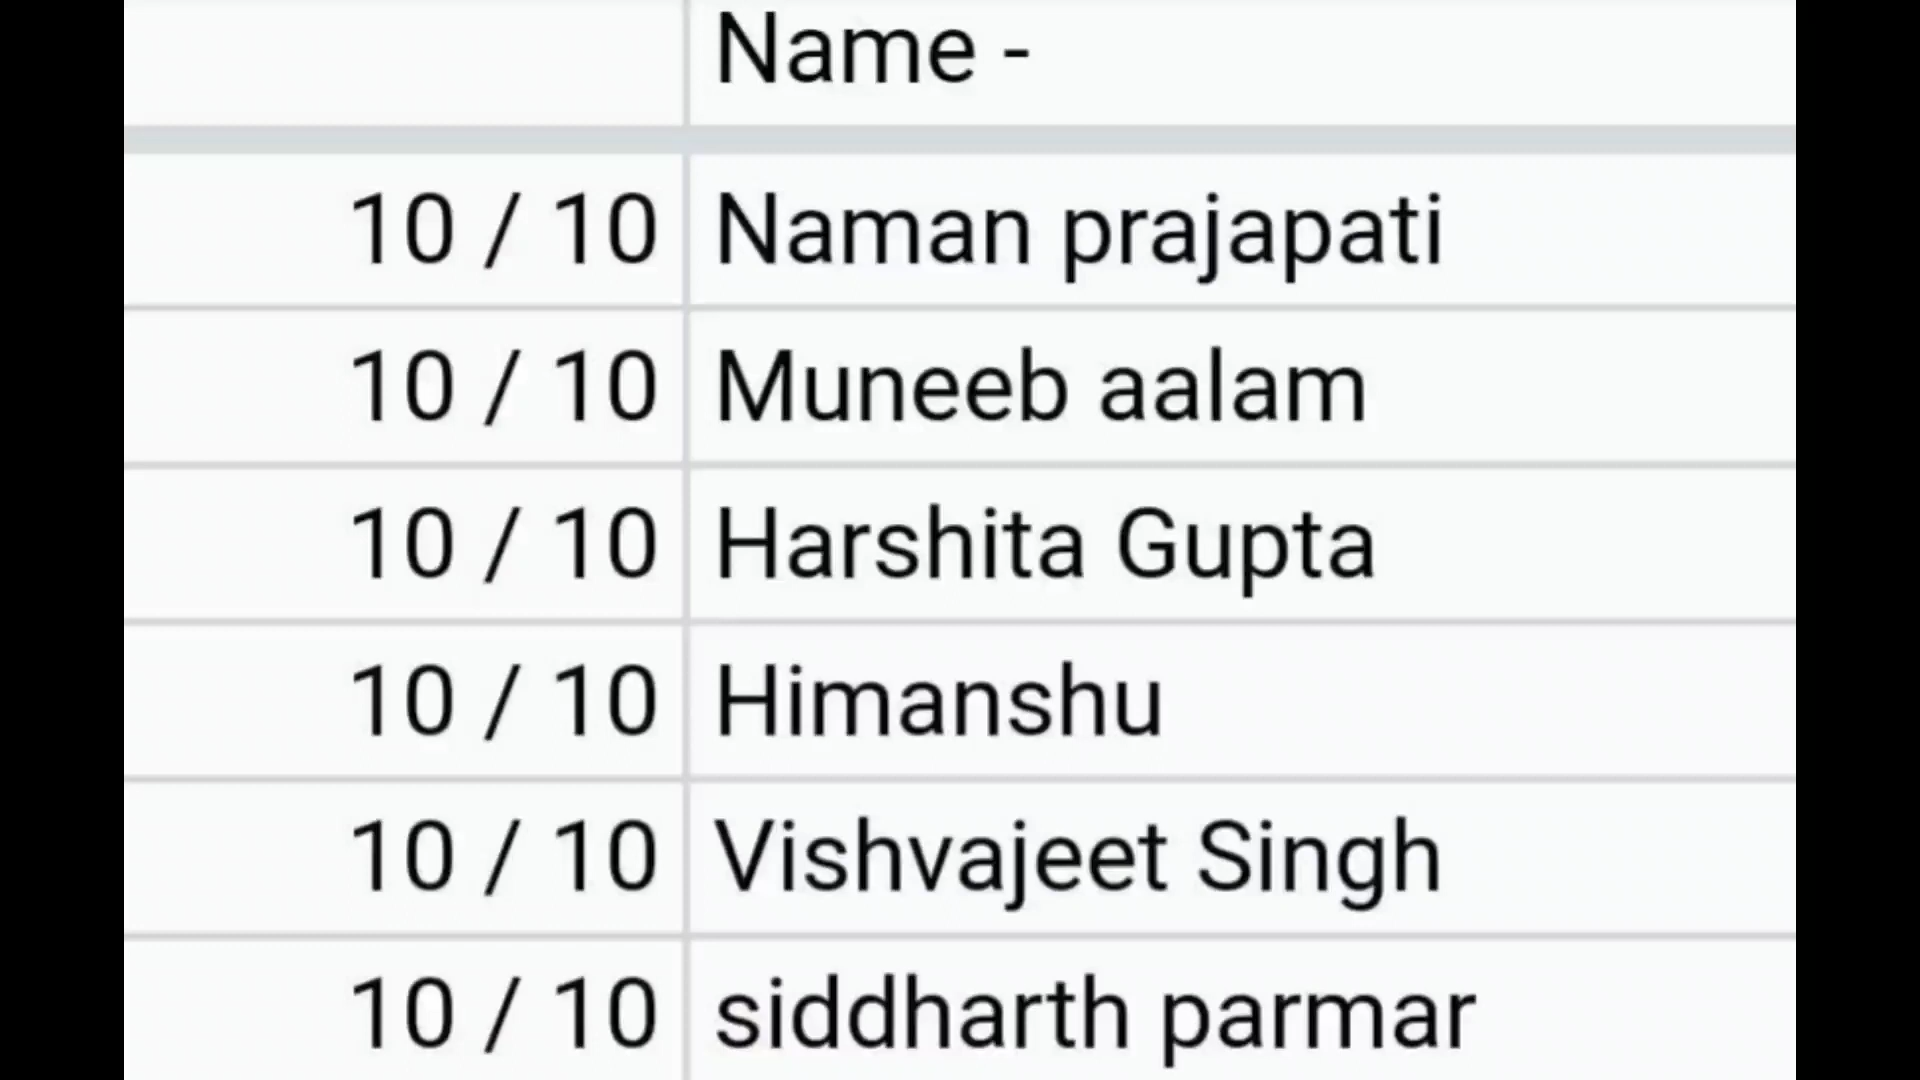 Name -
10 / 10 Naman prajapati
10 / 10 Muneeb aalam
10 / 10 Harshita Gupta
10 / 10 Himanshu
10 / 10 Vishvajeet Singh
10 / 10 siddharth parmar